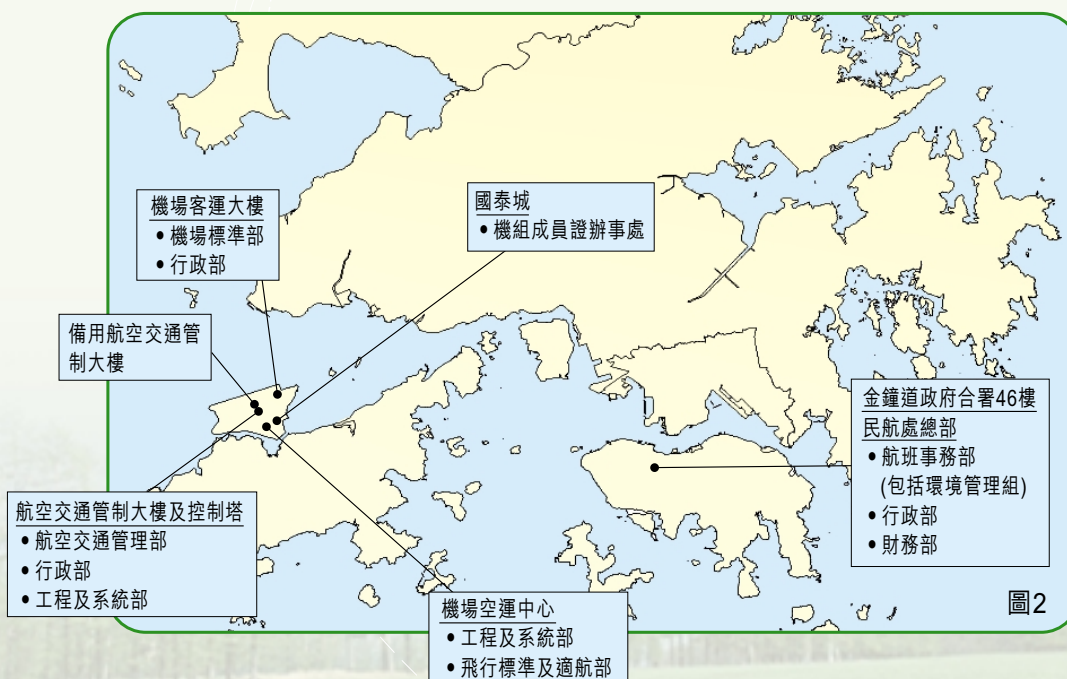 機場客運大樓
• 機場標準部
• 行政部
國泰城
• 機組成員證辦事處
備用航空交通管
制大樓
金鐘道政府合署46樓
民航處總部
• 航班事務部
(包括環境管理組)
• 行政部
• 財務部
航空交通管制大樓及控制塔
• 航空交通管理部
• 行政部
• 工程及系統部
機場空運中心
• 工程及系統部
• 飛行標準及適航部
圖2